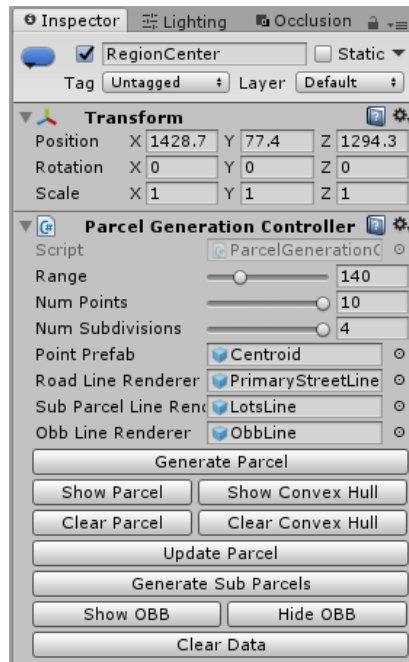 Inspector Lighting Occlusion
RegionCenter Static
Tag Untagged Layer Default
Transform
Position X 1428.7 Y 77.4 Z 1294.3
Rotation X 0 Y 0 Z 0
Scale X 1 Y 1 Z 1
Parcel Generation Controller
Script ParcelGenerationC
Range 140
Num Points 10
Num Subdivisions 4
Point Prefab Centroid
Road Line Renderer PrimaryStreetLine
Sub Parcel Line Rend LotsLine
Obb Line Renderer ObbLine
Generate Parcel
Show Parcel Show Convex Hull
Clear Parcel Clear Convex Hull
Update Parcel
Generate Sub Parcels
Show OBB Hide OBB
Clear Data